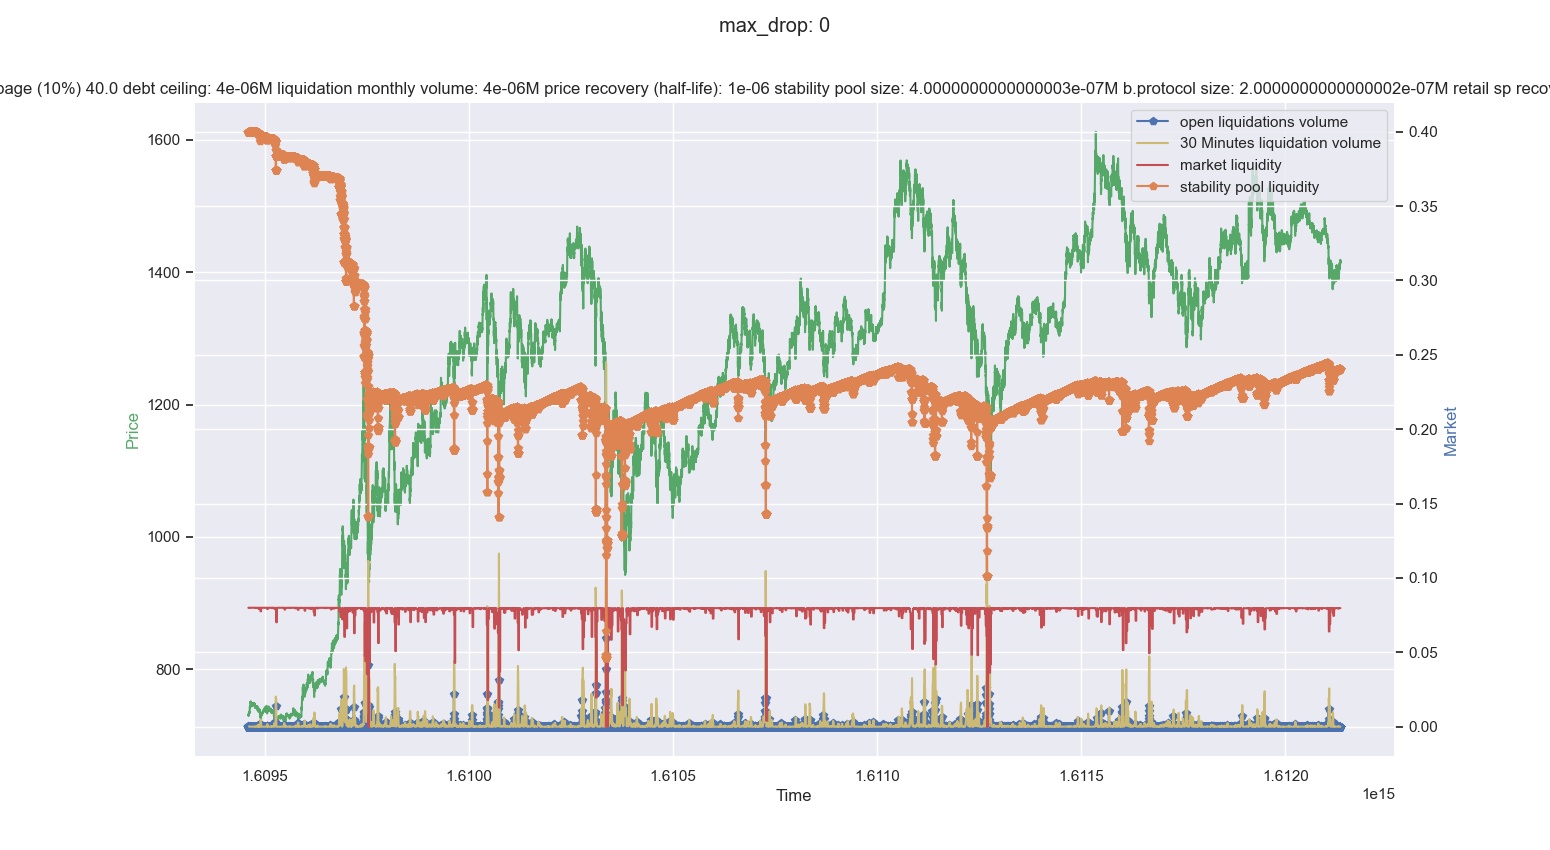 max_drop: 0
(10%) 40.0 debt ceiling: 4e-06M liquidation monthly volume: 4e-06M price recovery (half-life): 1e-06 stability pool size: 4.0000000000000003e-07M b.protocol size: 2.0000000000000002e-07M retail sp
open liquidations volume
30 Minutes liquidation volume
market liquidity
stability pool liquidity
1600
1400
1200
1000
800
Price
0.40
0.35
0.30
0.25
0.20
0.15
0.10
0.05
0.00
Market
1.6095
1.6100
1.6105
1.6110
1.6115
1.6120
1e15
Time